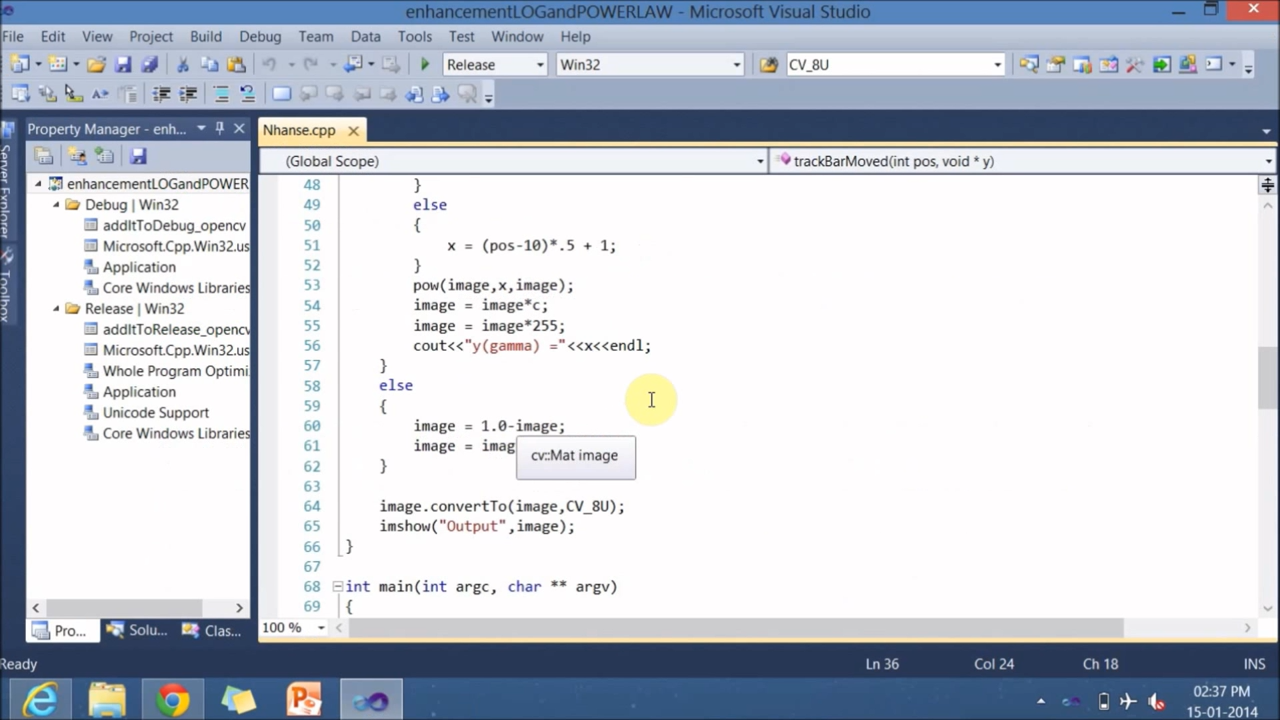 enhancementLOGandPOWERLAW - Microsoft Visual Studio
File Edit View Project Build Debug Team Data Tools Test Window Help
Release Win32 CV_8U
Property Manager - enh... Nhanse.cpp
(Global Scope) trackBarMoved(int pos, void * y)
enhancementLOGandPOWER
Debug | Win32
addItToDebug_opencv
Microsoft.Cpp.Win32.us
Application
Core Windows Libraries
Release | Win32
addItToRelease_opencv
Microsoft.Cpp.Win32.us
Whole Program Optimi
Application
Unicode Support
Core Windows Libraries
Server Explorer
Toolbox
48 }
49 else
50 {
51 x = (pos-10)*.5 + 1;
52 }
53 pow(image,x,image);
54 image = image*c;
55 image = image*255;
56 cout<<"y(gamma) ="<<x<<endl;
57 }
58 else
59 {
60 image = 1.0-image;
61 image = imag
cv::Mat image
62 }
63
64 image.convertTo(image,CV_8U);
65 imshow("Output",image);
66 }
67
68 int main(int argc, char ** argv)
69 {
Pro... Solu... Clas... 100 %
Ready Ln 36 Col 24 Ch 18 INS
02:37 PM
15-01-2014